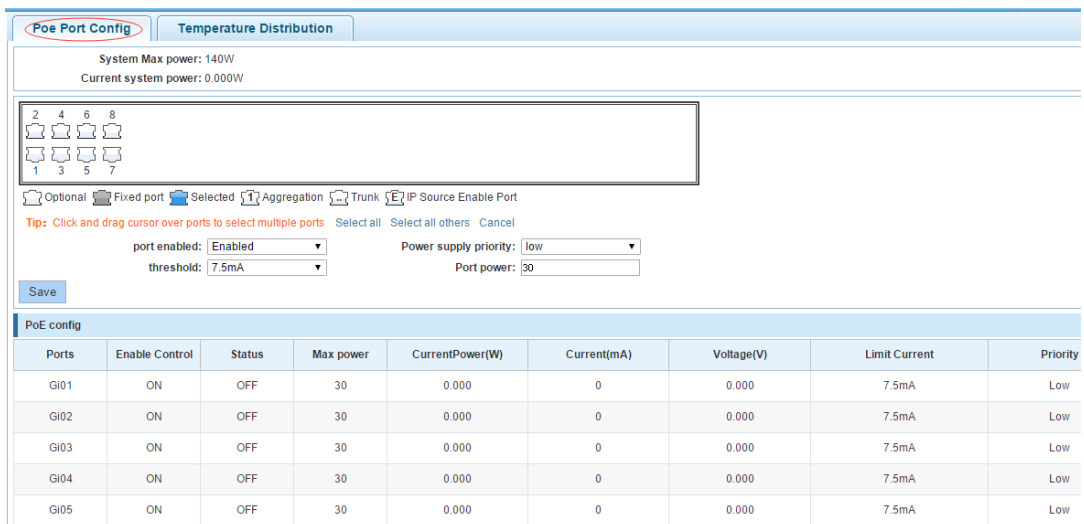 Poe Port Config Temperature Distribution
System Max power: 140W
Current system power: 0.000W
2 4 6 8
1 3 5 7
Optional Fixed port Selected 1 Aggregation ... Trunk E IP Source Enable Port
Tip: Click and drag cursor over ports to select multiple ports Select all Select all others Cancel
port enabled: Enabled Power supply priority: low
threshold: 7.5mA Port power: 30
Save
PoE config
Ports Enable Control Status Max power CurrentPower(W) Current(mA) Voltage(V) Limit Current Priority
Gi01 ON OFF 30 0.000 0 0.000 7.5mA Low
Gi02 ON OFF 30 0.000 0 0.000 7.5mA Low
Gi03 ON OFF 30 0.000 0 0.000 7.5mA Low
Gi04 ON OFF 30 0.000 0 0.000 7.5mA Low
Gi05 ON OFF 30 0.000 0 0.000 7.5mA Low